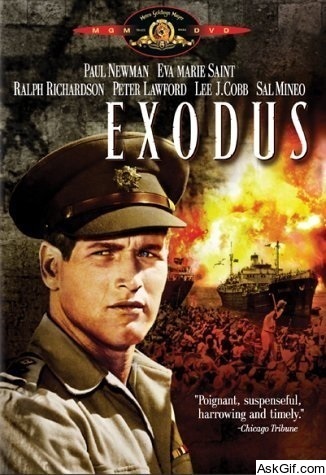 MGM DVD
PAUL NEWMAN EVA MARIE SAINT
RALPH RICHARDSON PETER LAWFORD LEE J. COBB SAL MINEO
EXODUS
"Poignant, suspenseful,
harrowing and timely."
-Chicago Tribune
AskGif.com